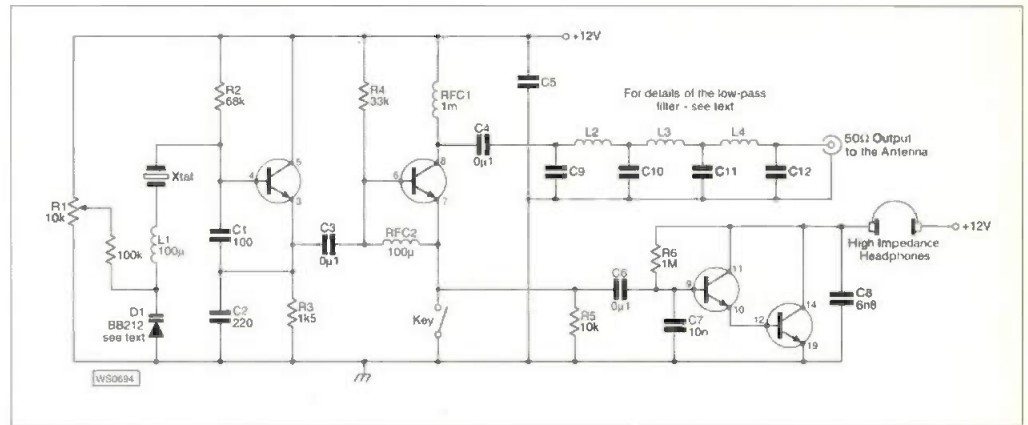 +12V
R2
68k
R4
33k
RFC1
1m
C5
For details of the low-pass
filter - see text
C4
0µ1
L2
L3
L4
50Ω Output
to the Antenna
C9
C10
C11
C12
Xtal
4
5
3
6
8
7
R1
10k
100k
L1
100µ
C1
100
C3
0µ1
RFC2
100µ
D1
BB212
see text
C2
220
R3
1k5
Key
R5
10k
C6
0µ1
R6
1M
C7
10n
9
11
10
12
14
19
C8
6n8
High Impedance
Headphones
+12V
WS0694